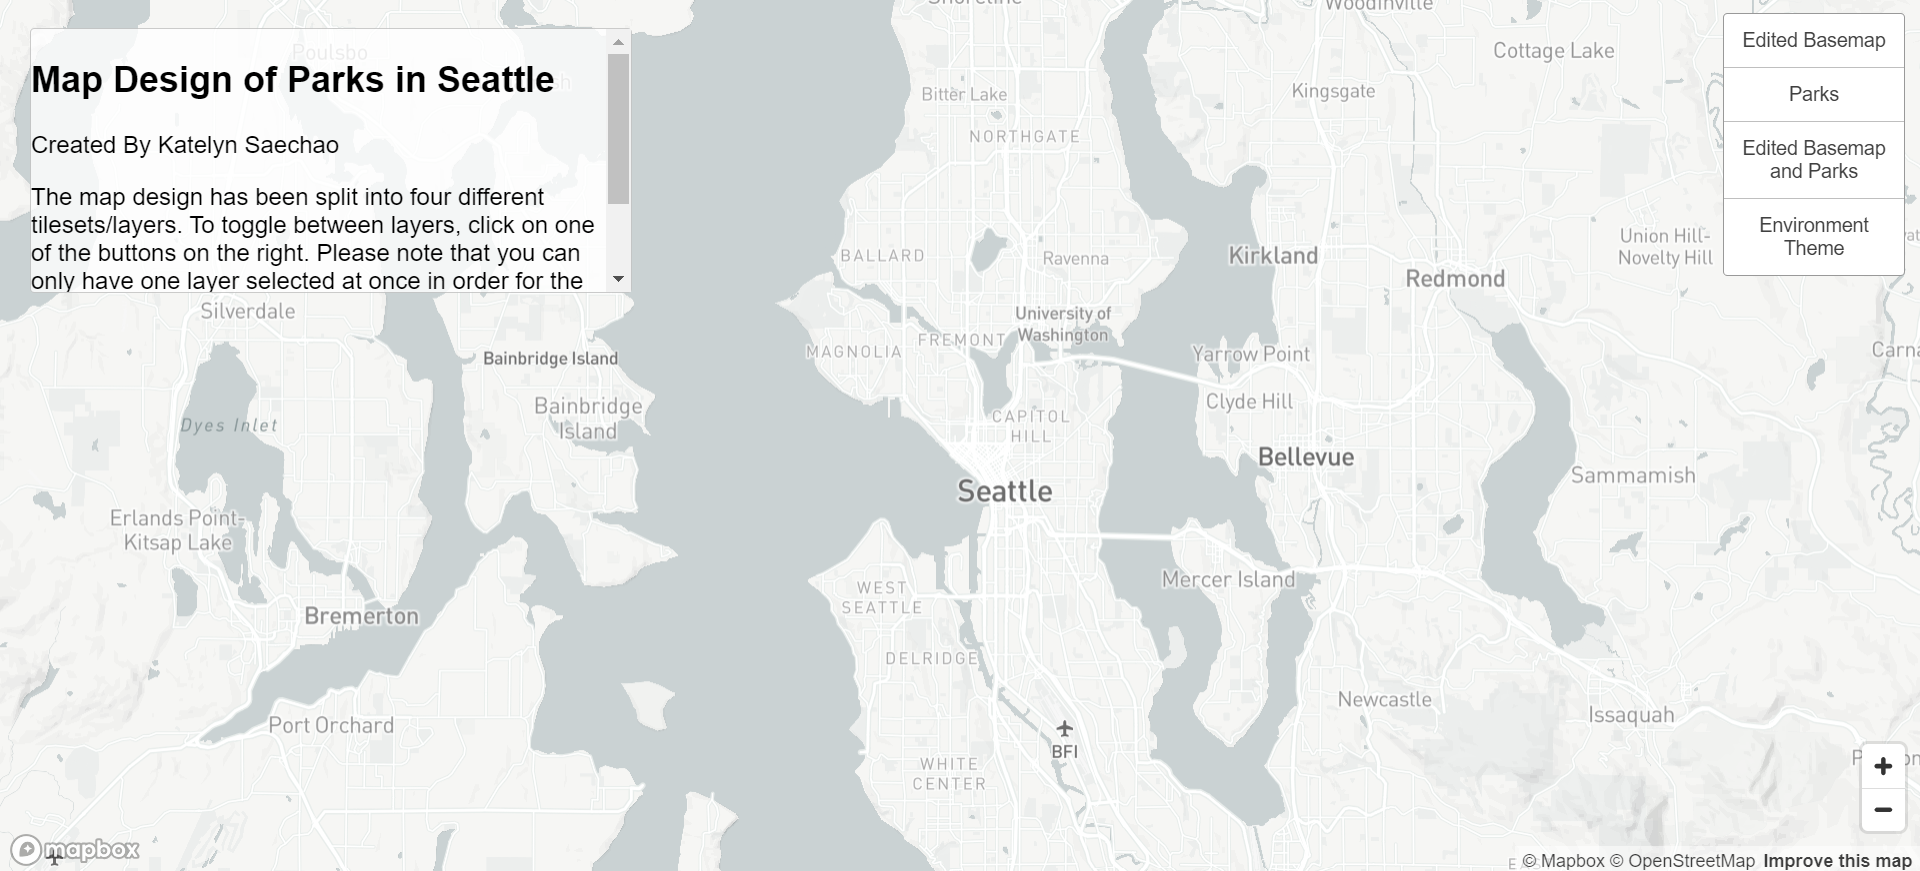 Map Design of Parks in Seattle
Created By Katelyn Saechao
The map design has been split into four different
tilesets/layers. To toggle between layers, click on one
of the buttons on the right. Please note that you can
only have one layer selected at once in order for the
Edited Basemap
Parks
Edited Basemap
and Parks
Environment
Theme
Poulsbo
Shoreline
Woodinville
Cottage Lake
Bitter Lake
Kingsgate
NORTHGATE
BALLARD
Ravenna
Kirkland
Union Hill-
Novelty Hill
Redmond
Silverdale
University of
Washington
FREMONT
MAGNOLIA
Bainbridge Island
Yarrow Point
Bainbridge
Island
Clyde Hill
Dyes Inlet
CAPITOL
HILL
Bellevue
Sammamish
Seattle
Erlands Point-
Kitsap Lake
Mercer Island
WEST
SEATTLE
Bremerton
DELRIDGE
Newcastle
Issaquah
Port Orchard
BFI
WHITE
CENTER
+
−
mapbox
© Mapbox © OpenStreetMap Improve this map